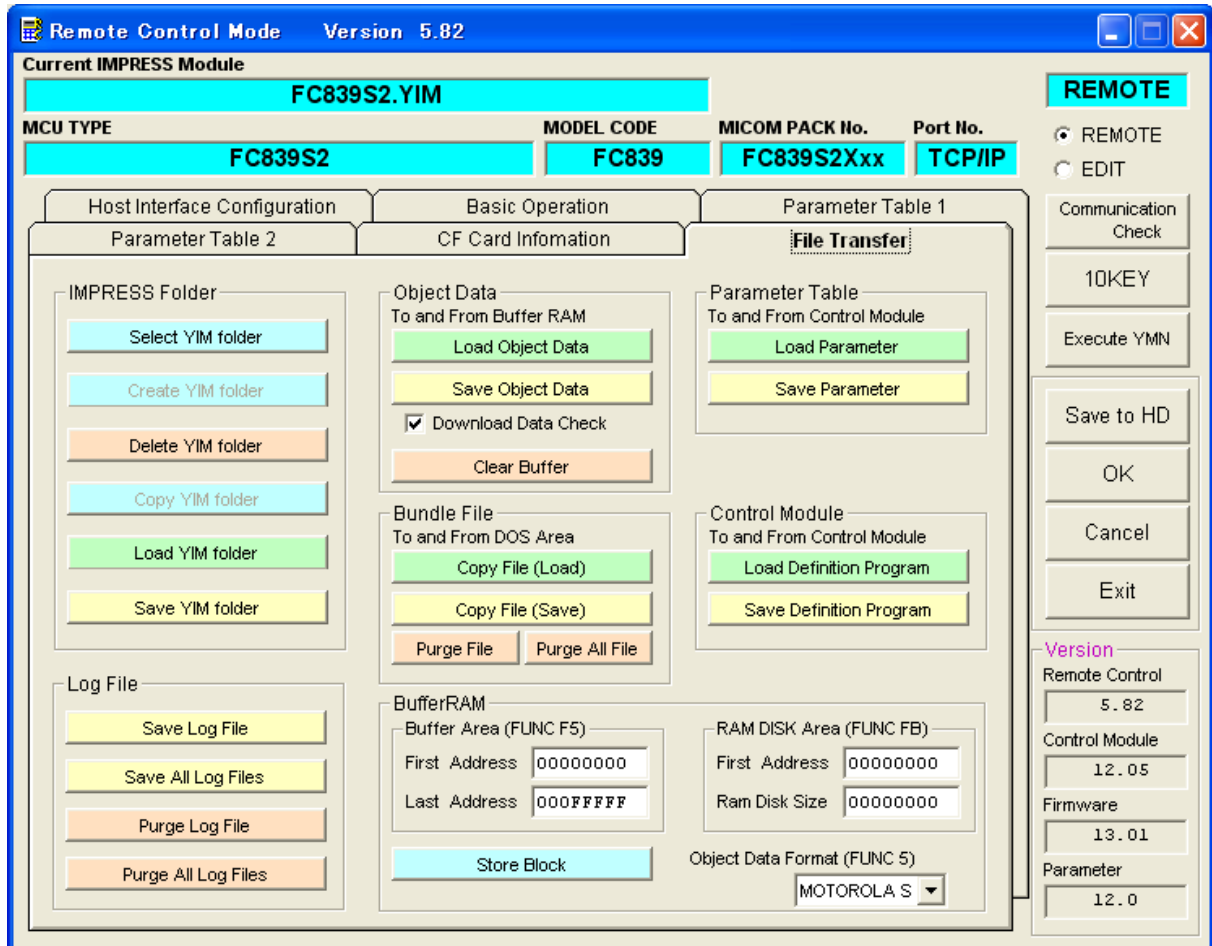 Remote Control Mode Version 5.82
Current IMPRESS Module
FC839S2.YIM
REMOTE
MCU TYPE
MODEL CODE
MICOM PACK No.
Port No.
FC839S2
FC839
FC839S2Xxx
TCP/IP
REMOTE
EDIT
Host Interface Configuration
Basic Operation
Parameter Table 1
Parameter Table 2
CF Card Infomation
File Transfer
IMPRESS Folder
Select YIM folder
Create YIM folder
Delete YIM folder
Copy YIM folder
Load YIM folder
Save YIM folder
Log File
Save Log File
Save All Log Files
Purge Log File
Purge All Log Files
Object Data
To and From Buffer RAM
Load Object Data
Save Object Data
Download Data Check
Clear Buffer
Bundle File
To and From DOS Area
Copy File (Load)
Copy File (Save)
Purge File
Purge All File
Parameter Table
To and From Control Module
Load Parameter
Save Parameter
Control Module
To and From Control Module
Load Definition Program
Save Definition Program
BufferRAM
Buffer Area (FUNC F5)
First Address 00000000
Last Address 000FFFFF
Store Block
RAM DISK Area (FUNC FB)
First Address 00000000
Ram Disk Size 00000000
Object Data Format (FUNC 5)
MOTOROLA S
Communication
Check
10KEY
Execute YMN
Save to HD
OK
Cancel
Exit
Version
Remote Control
5.82
Control Module
12.05
Firmware
13.01
Parameter
12.0